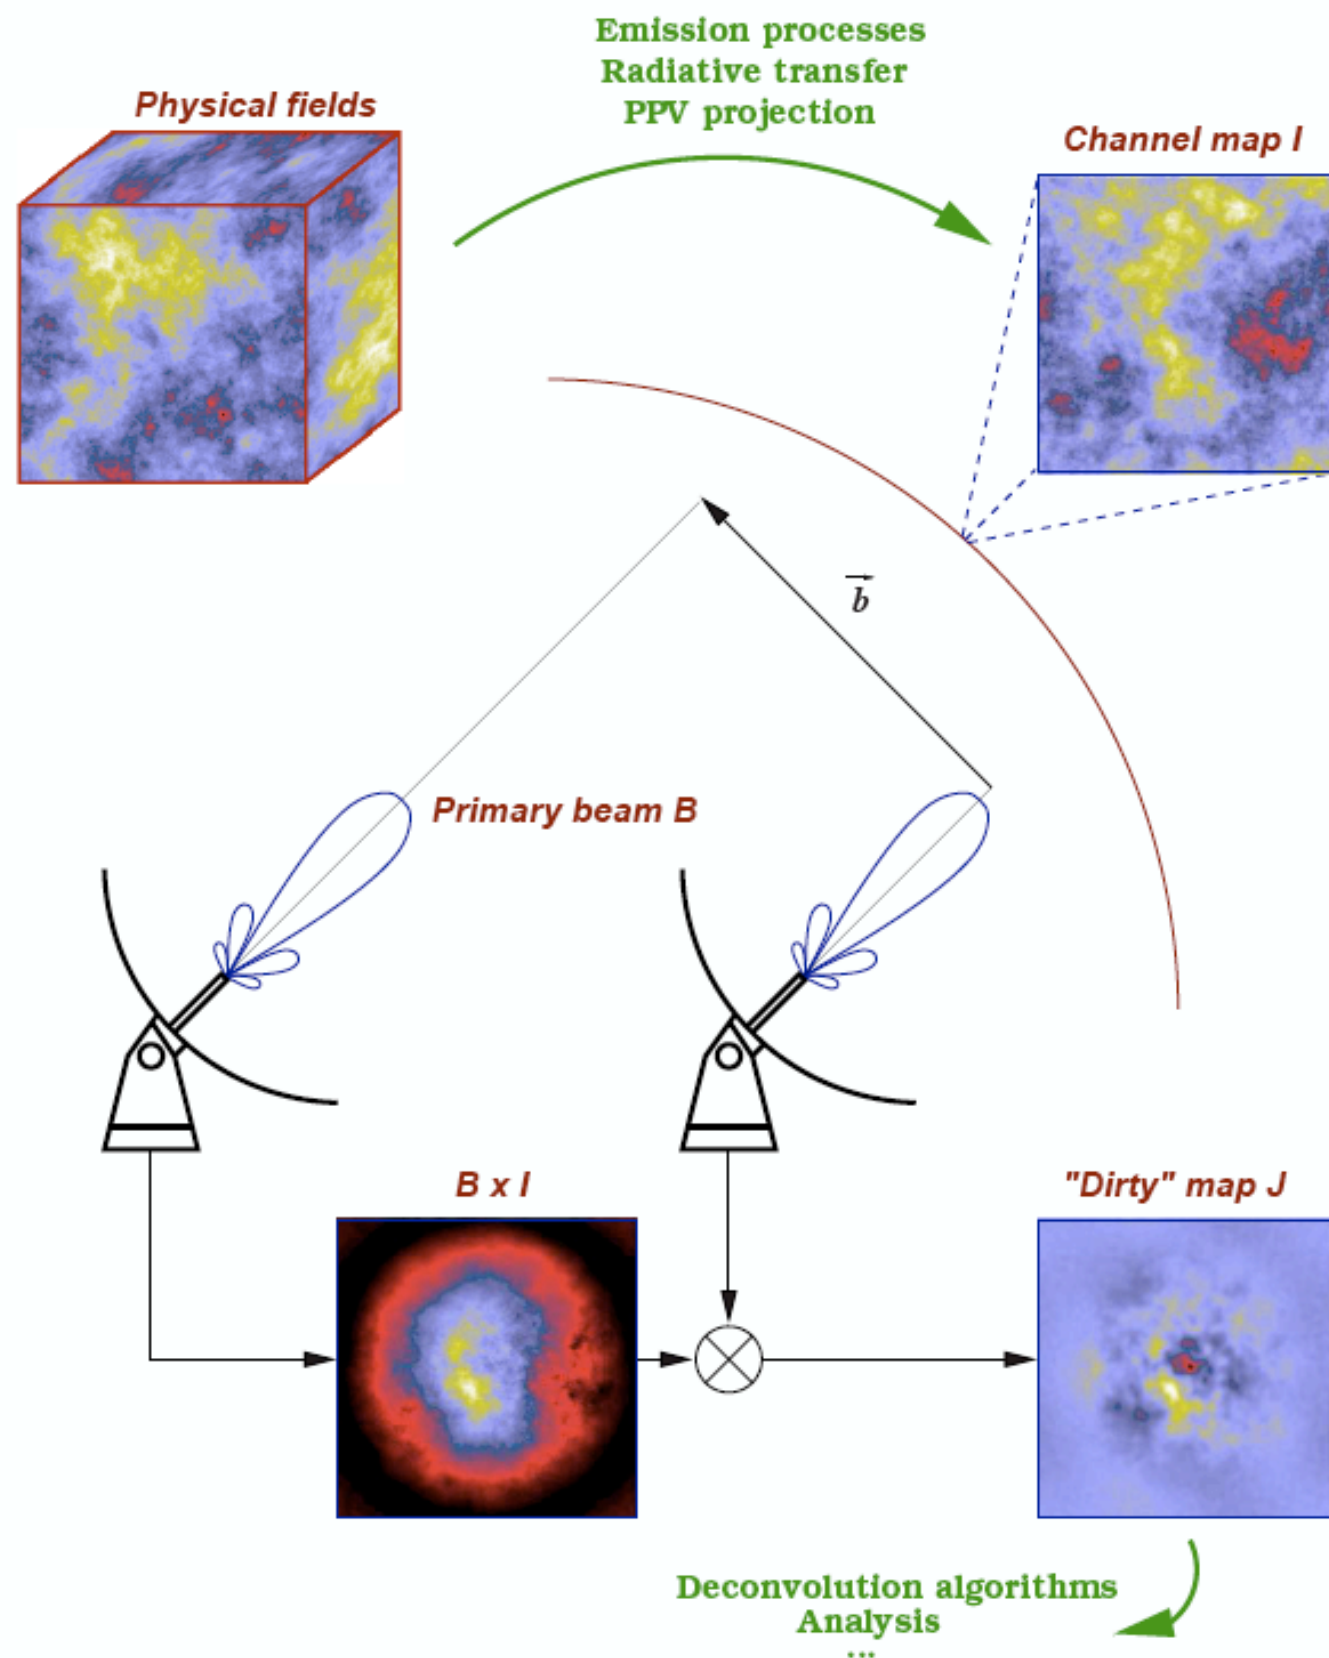 Emission processes
Radiative transfer
PPV projection
Physical fields
Channel map I
b
Primary beam B
B x I
"Dirty" map J
Deconvolution algorithms
Analysis
...